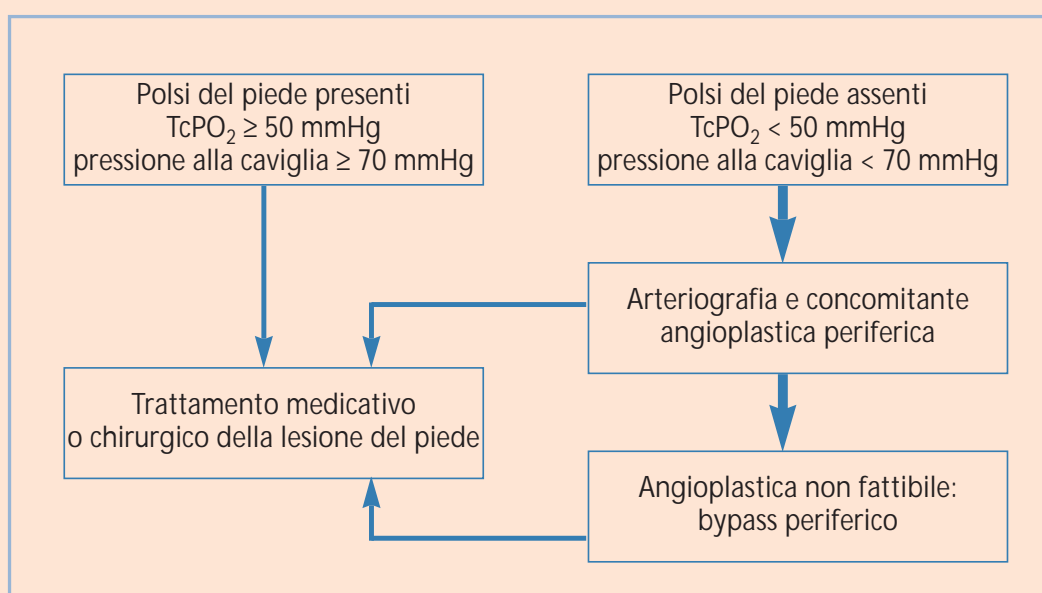 Polsi del piede presenti
TcPO₂ ≥ 50 mmHg
pressione alla caviglia ≥ 70 mmHg
Polsi del piede assenti
TcPO₂ < 50 mmHg
pressione alla caviglia < 70 mmHg
Arteriografia e concomitante
angioplastica periferica
Trattamento medicativo
o chirurgico della lesione del piede
Angioplastica non fattibile:
bypass periferico